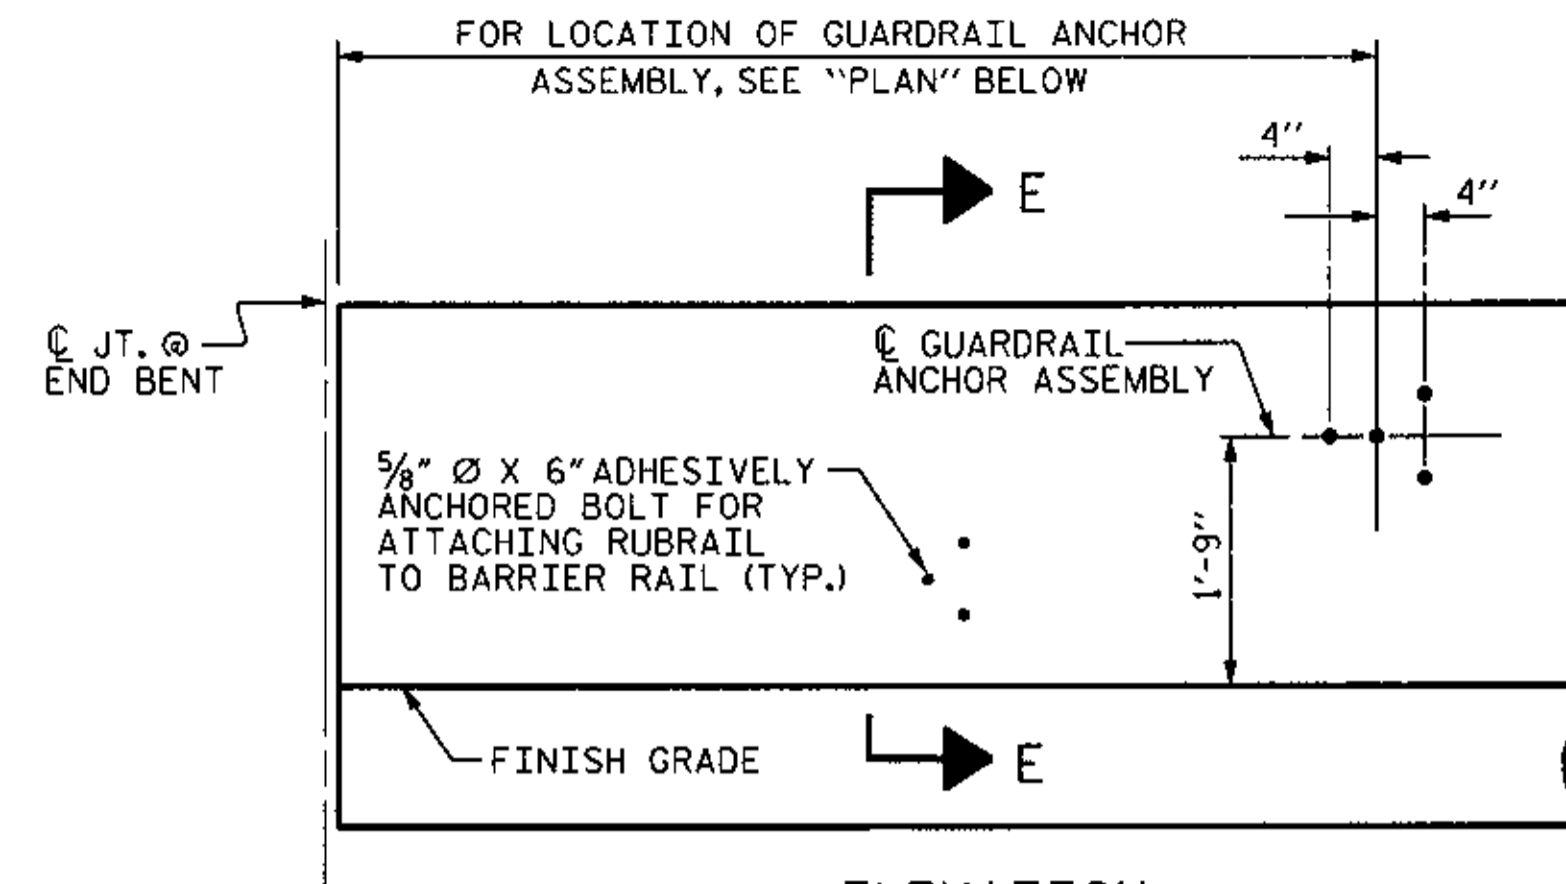 FOR LOCATION OF GUARDRAIL ANCHOR
ASSEMBLY, SEE "PLAN" BELOW
4"
4"
E
℄ JT. @
END BENT
℄ GUARDRAIL
ANCHOR ASSEMBLY
5/8" Ø X 6" ADHESIVELY
ANCHORED BOLT FOR
ATTACHING RUBRAIL
TO BARRIER RAIL (TYP.)
1'-9"
FINISH GRADE
E